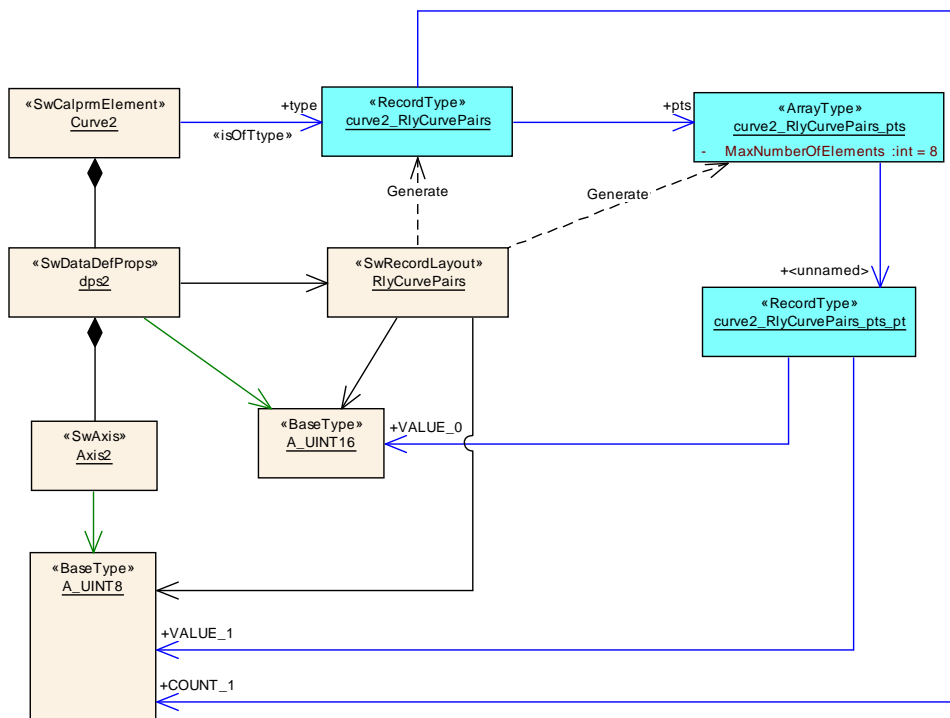 «SwCalprmElement»
Curve2
+type
«isOfTtype»
«RecordType»
curve2_RlyCurvePairs
+pts
«ArrayType»
curve2_RlyCurvePairs_pts
- MaxNumberOfElements :int = 8
Generate
Generate
«SwDataDefProps»
dps2
«SwRecordLayout»
RlyCurvePairs
+<unnamed>
«RecordType»
curve2_RlyCurvePairs_pts_pt
«BaseType»
A_UINT16
+VALUE_0
«SwAxis»
Axis2
«BaseType»
A_UINT8
+VALUE_1
+COUNT_1